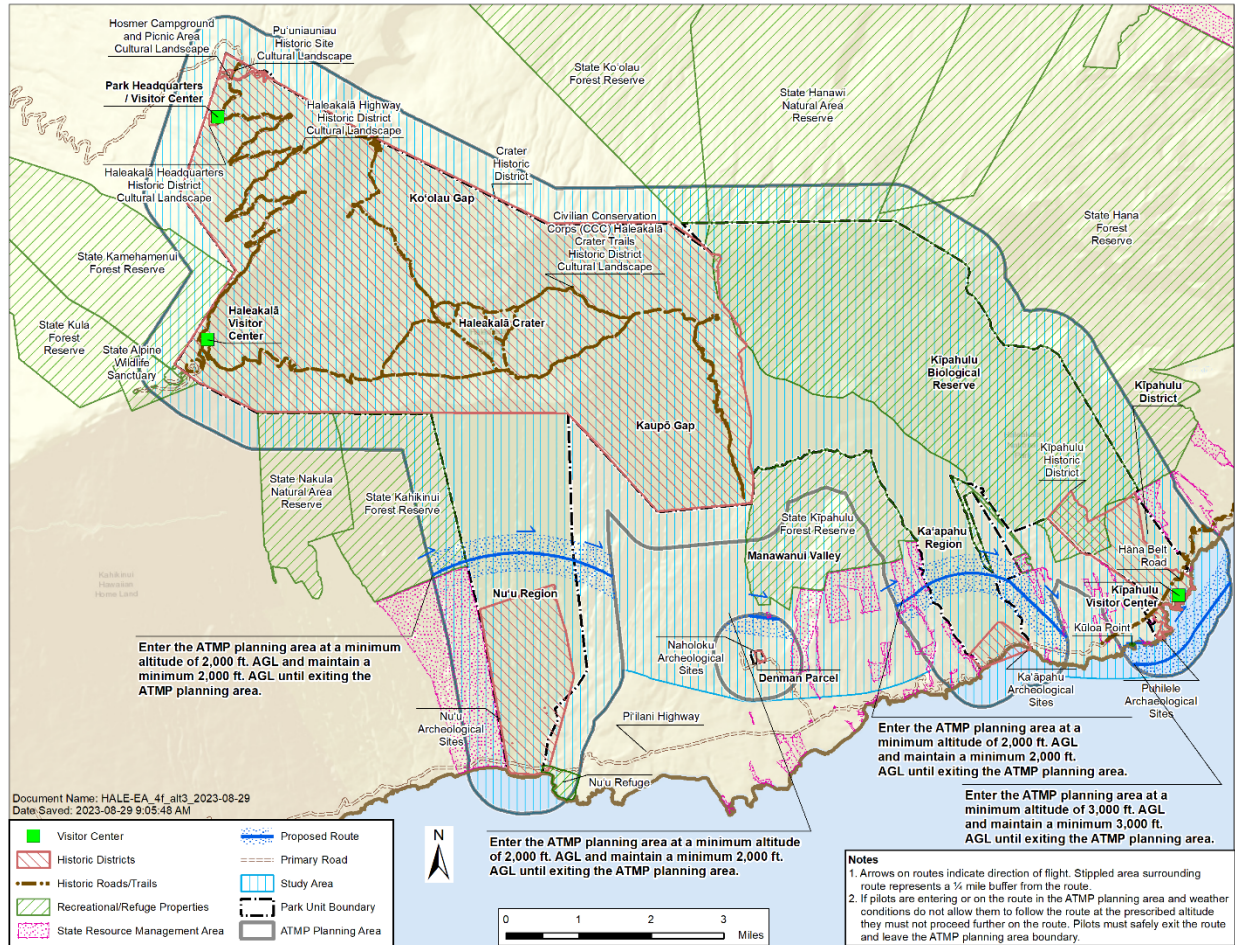 Hosmer Campground
and Picnic Area
Cultural Landscape
Pu'uniauniau
Historic Site
Cultural Landscape
Park Headquarters
/ Visitor Center
Haleakalā Highway
Historic District
Cultural Landscape
Haleakalā Headquarters
Historic District
Cultural Landscape
Crater
Historic
District
Ko'olau Gap
Civilian Conservation
Corps (CCC) Haleakalā
Crater Trails
Historic District
Cultural Landscape
State Ko'olau
Forest Reserve
State Hanawi
Natural Area
Reserve
State Hana
Forest
Reserve
State Kamehamenui
Forest Reserve
State Kula
Forest
Reserve
State Alpine
Wildlife
Sanctuary
Haleakalā
Visitor
Center
Haleakalā Crater
Kaupō Gap
Kīpahulu
Biological
Reserve
Kīpahulu
District
Kīpahulu
Historic
District
State Nakula
Natural Area
Reserve
State Kahikinui
Forest Reserve
State Kīpahulu
Forest Reserve
Manawanui Valley
Ka'apahu
Region
Hāna Belt
Road
Kīpahulu
Visitor Center
Kūloa Point
Kahikinui
Hawaiian
Home Land
Nu'u Region
Naholoku
Archeological
Sites
Denman Parcel
Ka'āpahu
Archeological
Sites
Puhilele
Archaeological
Sites
Enter the ATMP planning area at a minimum
altitude of 2,000 ft. AGL and maintain a
minimum 2,000 ft. AGL until exiting the
ATMP planning area.
Nu'u
Archeological
Sites
Pi'ilani Highway
Nu'u Refuge
Enter the ATMP planning area at a
minimum altitude of 2,000 ft. AGL
and maintain a minimum 2,000 ft.
AGL until exiting the ATMP planning area.
Enter the ATMP planning area at a
minimum altitude of 3,000 ft. AGL
and maintain a minimum 3,000 ft.
AGL until exiting the ATMP planning area.
Enter the ATMP planning area at a minimum altitude
of 2,000 ft. AGL and maintain a minimum 2,000 ft.
AGL until exiting the ATMP planning area.
Document Name: HALE-EA_4f_alt3_2023-08-29
Date Saved: 2023-08-29 9:05:48 AM
Visitor Center
Historic Districts
Historic Roads/Trails
Recreational/Refuge Properties
State Resource Management Area
Proposed Route
Primary Road
Study Area
Park Unit Boundary
ATMP Planning Area
N
0 1 2 3
Miles
Notes
1. Arrows on routes indicate direction of flight. Stippled area surrounding
route represents a ¼ mile buffer from the route.
2. If pilots are entering or on the route in the ATMP planning area and weather
conditions do not allow them to follow the route at the prescribed altitude
they must not proceed further on the route. Pilots must safely exit the route
and leave the ATMP planning area boundary.